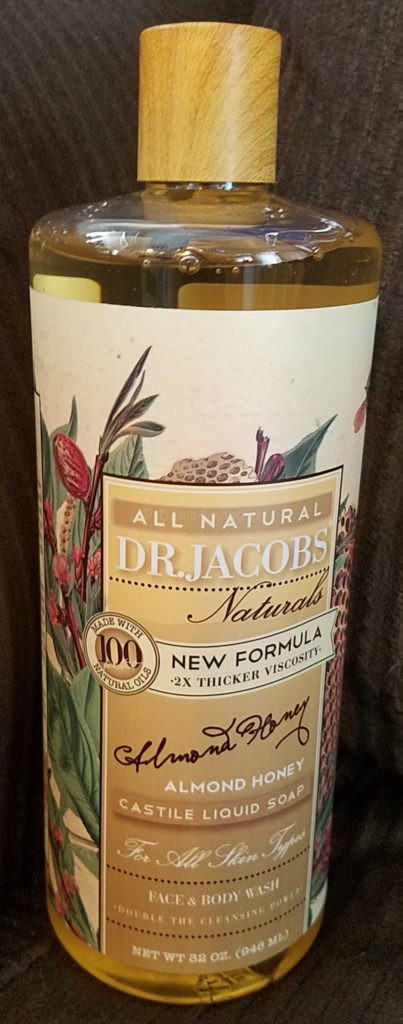 ALL NATURAL
DR.JACOBS
Naturals
MADE WITH
100
NATURAL OILS
NEW FORMULA
·2X THICKER VISCOSITY·
Almond Honey
ALMOND HONEY
CASTILE LIQUID SOAP
For All Skin Types
FACE & BODY WASH
·DOUBLE THE CLEANSING POWER·
NET WT 32 OZ. (946 ML)